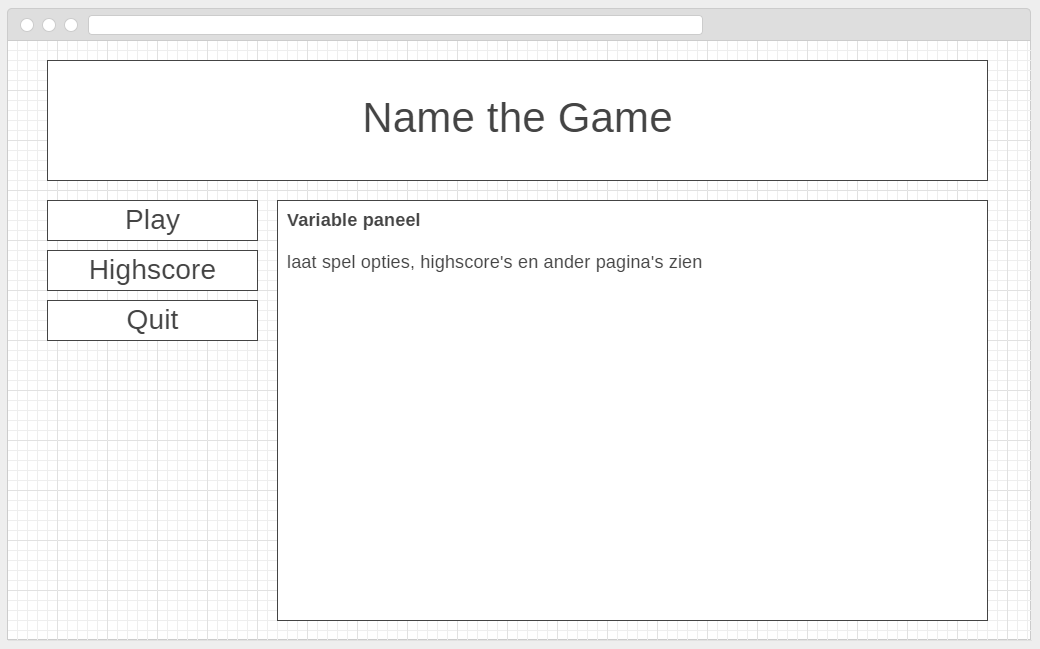 Name the Game
Play
Highscore
Quit
Variable paneel
laat spel opties, highscore's en ander pagina's zien